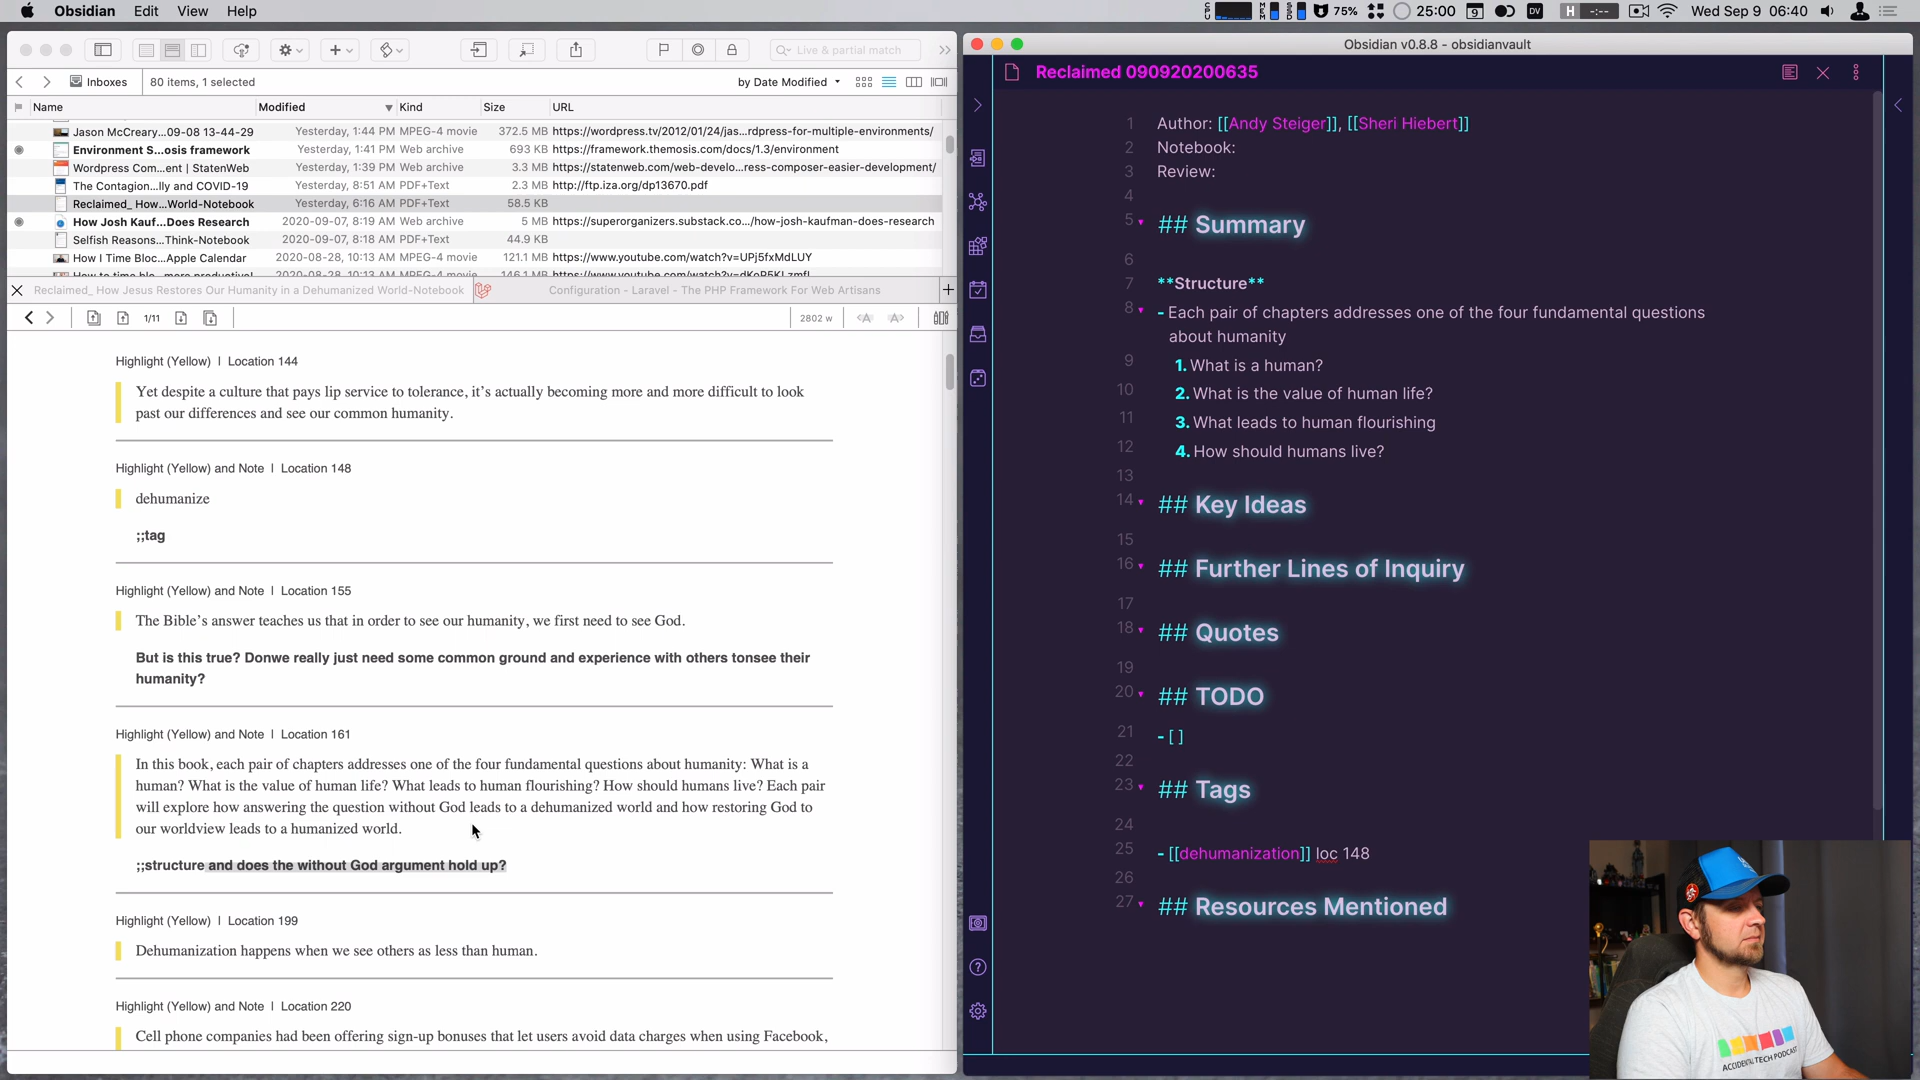 Obsidian Edit View Help
CPU MEM SSD 75% 25:00 9 DV H -:-- Wed Sep 9 06:40
Live & partial match
Inboxes 80 items, 1 selected by Date Modified
Name Modified Kind Size URL
Jason McCreary...09-08 13-44-29 Yesterday, 1:44 PM MPEG-4 movie 372.5 MB https://wordpress.tv/2012/01/24/jas...rdpress-for-multiple-environments/
Environment S...osis framework Yesterday, 1:41 PM Web archive 693 KB https://framework.themosis.com/docs/1.3/environment
Wordpress Com...ent | StatenWeb Yesterday, 1:39 PM Web archive 3.3 MB https://statenweb.com/web-develo...ress-composer-easier-development/
The Contagion...lly and COVID-19 Yesterday, 8:51 AM PDF+Text 2.3 MB http://ftp.iza.org/dp13670.pdf
Reclaimed_ How...World-Notebook Yesterday, 6:16 AM PDF+Text 58.5 KB
How Josh Kauf...Does Research 2020-09-07, 8:19 AM Web archive 5 MB https://superorganizers.substack.co.../how-josh-kaufman-does-research
Selfish Reasons...Think-Notebook 2020-09-07, 8:18 AM PDF+Text 44.9 KB
How I Time Bloc...Apple Calendar 2020-08-28, 10:13 AM MPEG-4 movie 121.1 MB https://www.youtube.com/watch?v=UPj5fxMdLUY
Reclaimed_ How Jesus Restores Our Humanity in a Dehumanized World-Notebook Configuration - Laravel - The PHP Framework For Web Artisans
1/11 2802 w
Highlight (Yellow) | Location 144
Yet despite a culture that pays lip service to tolerance, it's actually becoming more and more difficult to look
past our differences and see our common humanity.
Highlight (Yellow) and Note | Location 148
dehumanize
;;tag
Highlight (Yellow) and Note | Location 155
The Bible's answer teaches us that in order to see our humanity, we first need to see God.
But is this true? Donwe really just need some common ground and experience with others tonsee their
humanity?
Highlight (Yellow) and Note | Location 161
In this book, each pair of chapters addresses one of the four fundamental questions about humanity: What is a
human? What is the value of human life? What leads to human flourishing? How should humans live? Each pair
will explore how answering the question without God leads to a dehumanized world and how restoring God to
our worldview leads to a humanized world.
;;structure and does the without God argument hold up?
Highlight (Yellow) | Location 199
Dehumanization happens when we see others as less than human.
Highlight (Yellow) and Note | Location 220
Cell phone companies had been offering sign-up bonuses that let users avoid data charges when using Facebook,
Obsidian v0.8.8 - obsidianvault
Reclaimed 090920200635
1 Author: [[Andy Steiger]], [[Sheri Hiebert]]
2 Notebook:
3 Review:
4
5 ## Summary
6
7 **Structure**
8 - Each pair of chapters addresses one of the four fundamental questions
about humanity
9 1. What is a human?
10 2. What is the value of human life?
11 3. What leads to human flourishing
12 4. How should humans live?
13
14 ## Key Ideas
15
16 ## Further Lines of Inquiry
17
18 ## Quotes
19
20 ## TODO
21 - [ ]
22
23 ## Tags
24
25 - [[dehumanization]] loc 148
26
27 ## Resources Mentioned
ACCIDENTAL TECH PODCAST